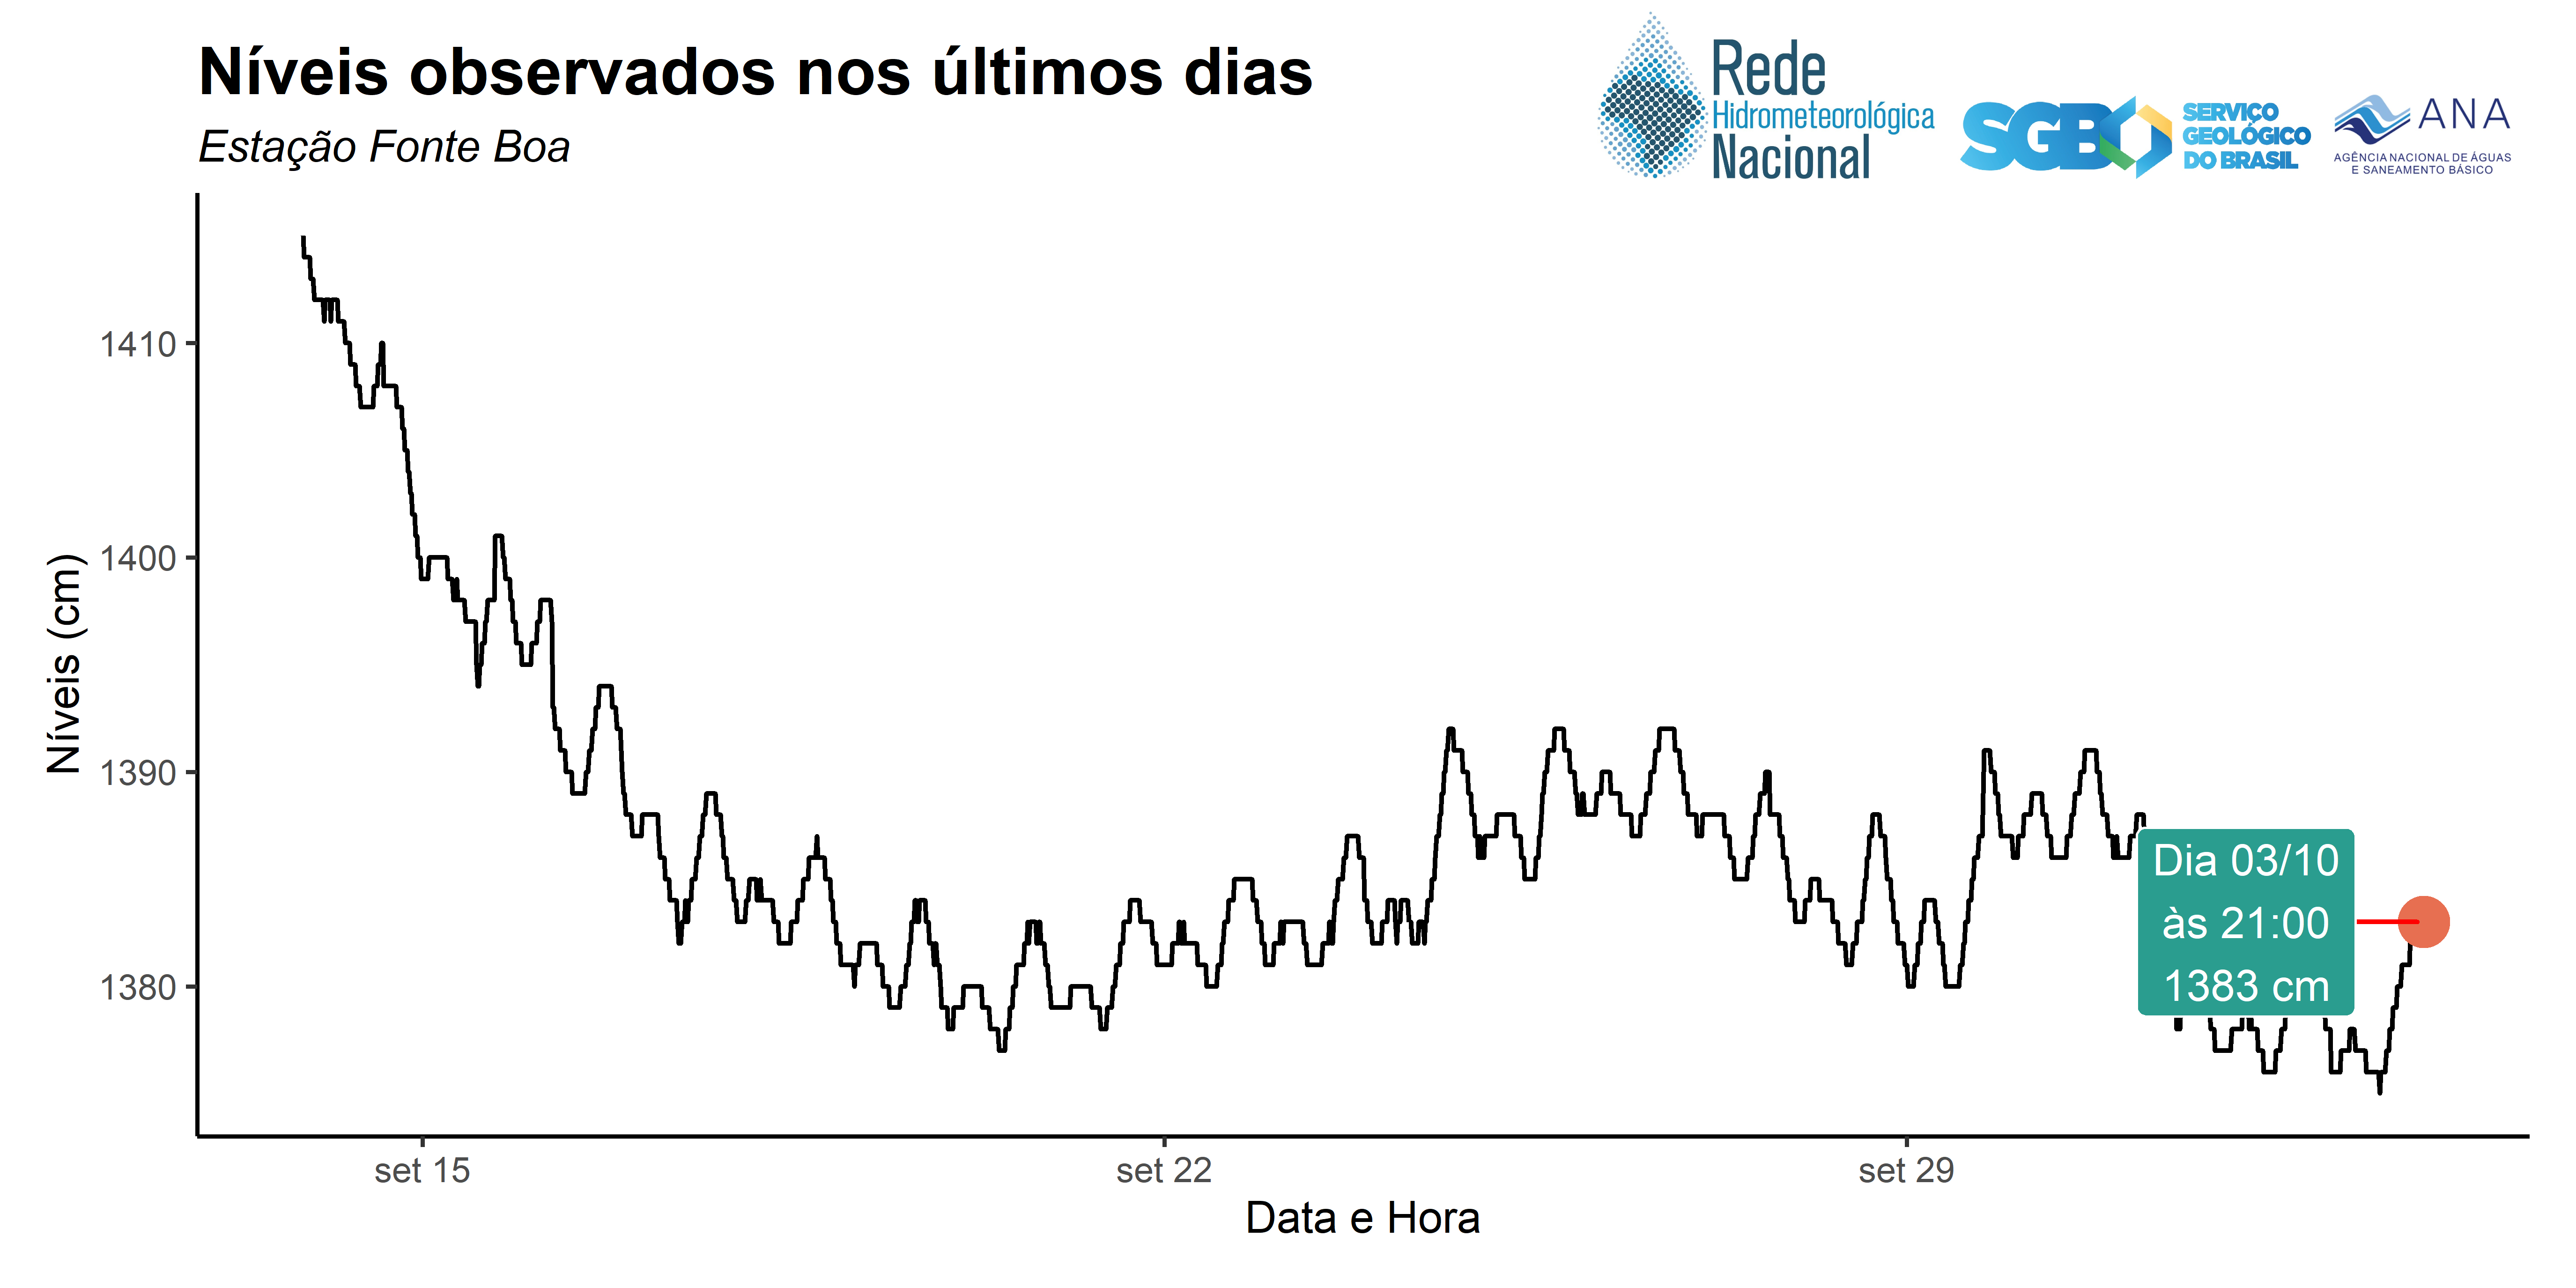 Níveis observados nos últimos dias
Estação Fonte Boa
Rede
Hidrometeorológica
Nacional
SGB
SERVIÇO
GEOLÓGICO
DO BRASIL
ANA
AGÊNCIA NACIONAL DE ÁGUAS
E SANEAMENTO BÁSICO
Níveis (cm)
1410
1400
1390
1380
Dia 03/10
às 21:00
1383 cm
set 15
set 22
set 29
Data e Hora